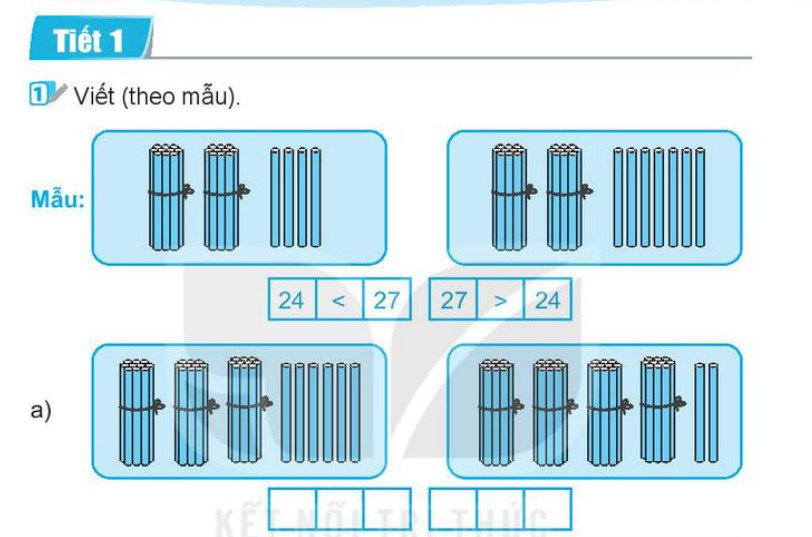 Tiết 1
1 Viết (theo mẫu).
Mẫu:
24 < 27 27 > 24
a)
KẾT NỐI TRI THỨC